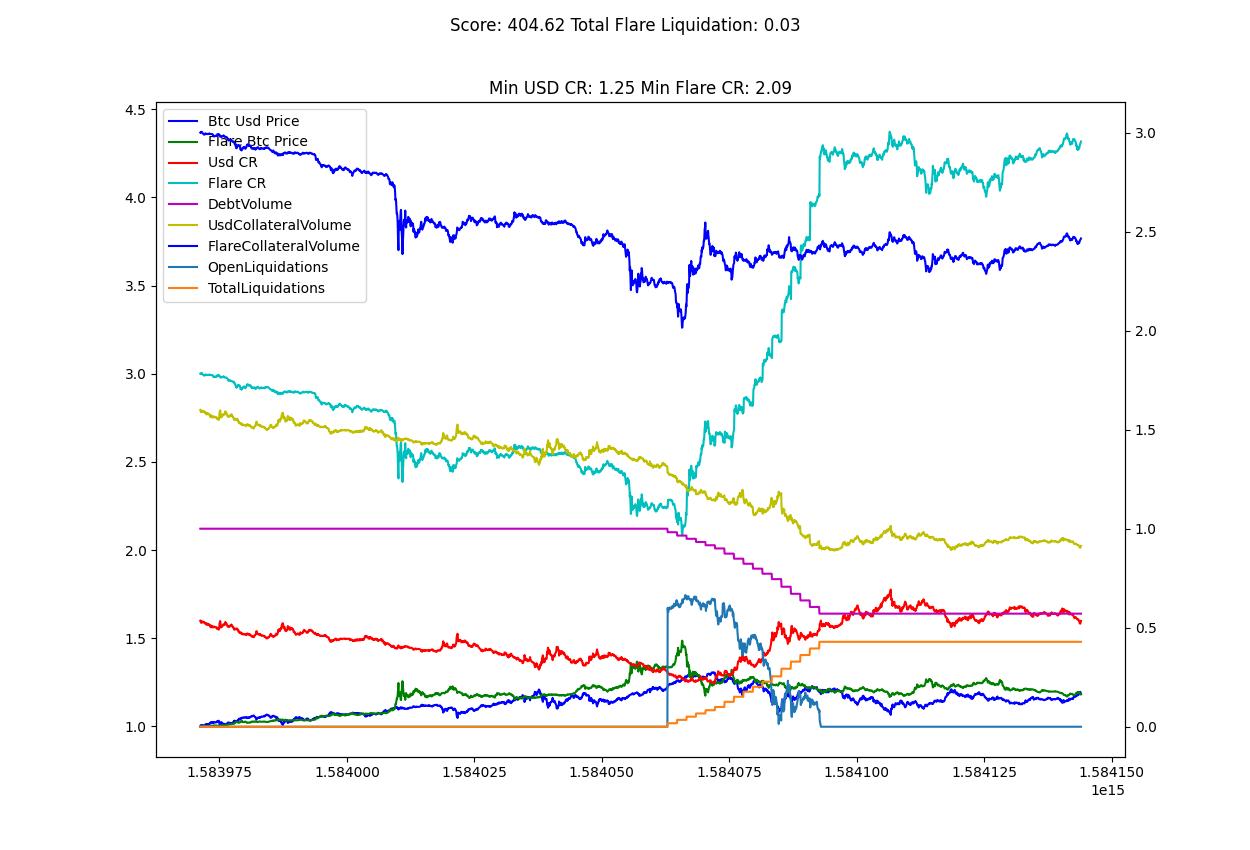 Score: 404.62 Total Flare Liquidation: 0.03
Min USD CR: 1.25 Min Flare CR: 2.09
4.5
4.0
3.5
3.0
2.5
2.0
1.5
1.0
Btc Usd Price
Flare Btc Price
Usd CR
Flare CR
DebtVolume
UsdCollateralVolume
FlareCollateralVolume
OpenLiquidations
TotalLiquidations
3.0
2.5
2.0
1.5
1.0
0.5
0.0
1.583975 1.584000 1.584025 1.584050 1.584075 1.584100 1.584125 1.584150
1e15